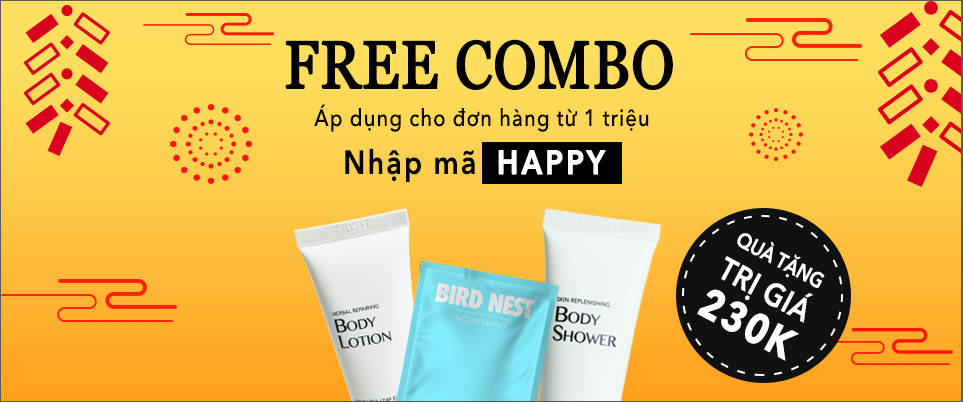 FREE COMBO
Áp dụng cho đơn hàng từ 1 triệu
Nhập mã HAPPY
HERBAL REPAIRING
BODY
LOTION
BIRD NEST
NOURISHING
SKIN REPLENISHING
BODY
SHOWER
QUÀ TẶNG
TRỊ GIÁ
230K